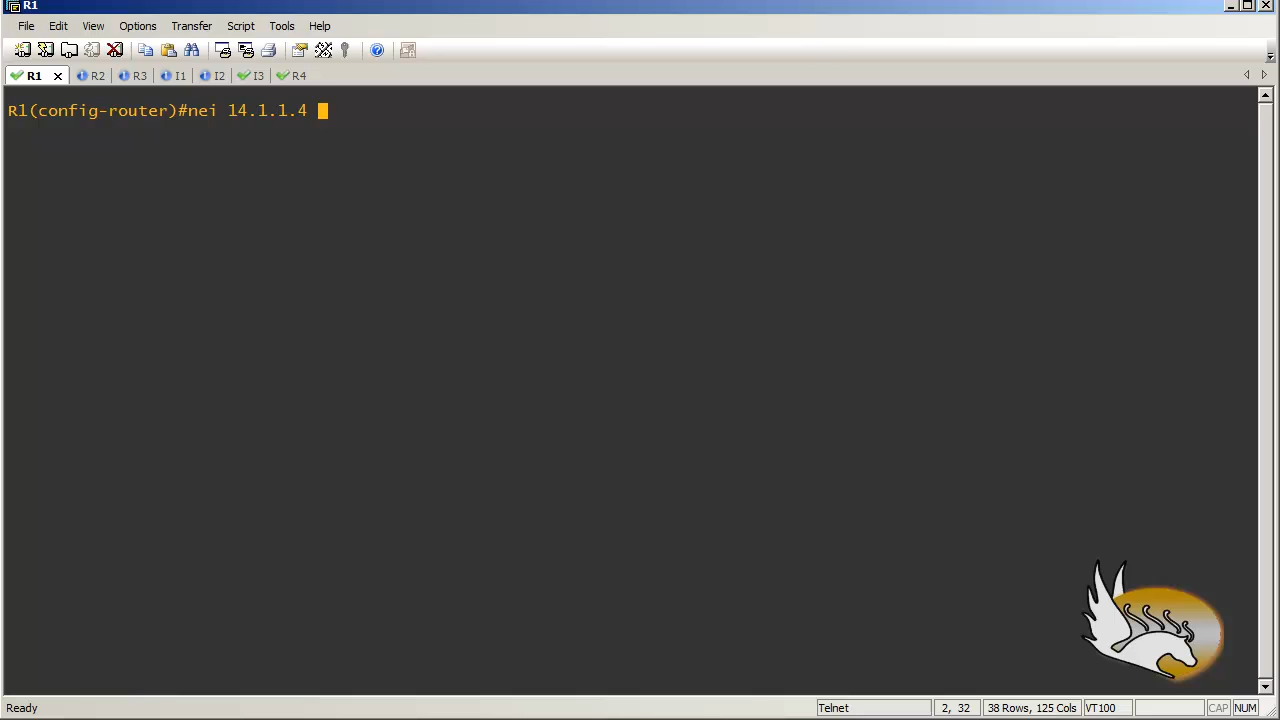 R1
File Edit View Options Transfer Script Tools Help
R1 R2 R3 I1 I2 I3 R4
R1(config-router)#nei 14.1.1.4
Ready Telnet 2, 32 38 Rows, 125 Cols VT100 CAP NUM